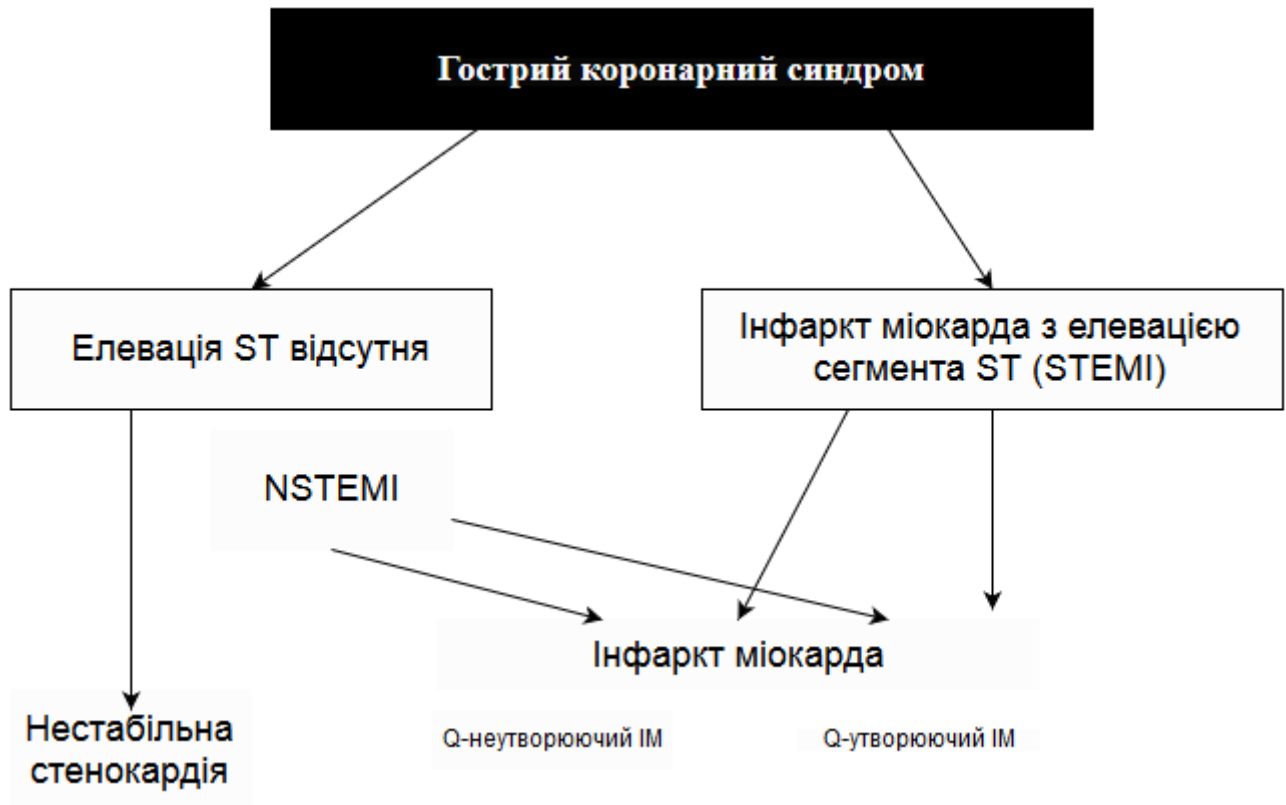 Гострий коронарний синдром
Елевація ST відсутня
Інфаркт міокарда з елевацією
сегмента ST (STEMI)
NSTEMI
Інфаркт міокарда
Нестабільна
стенокардія
Q-неутворюючий ІМ
Q-утворюючий ІМ